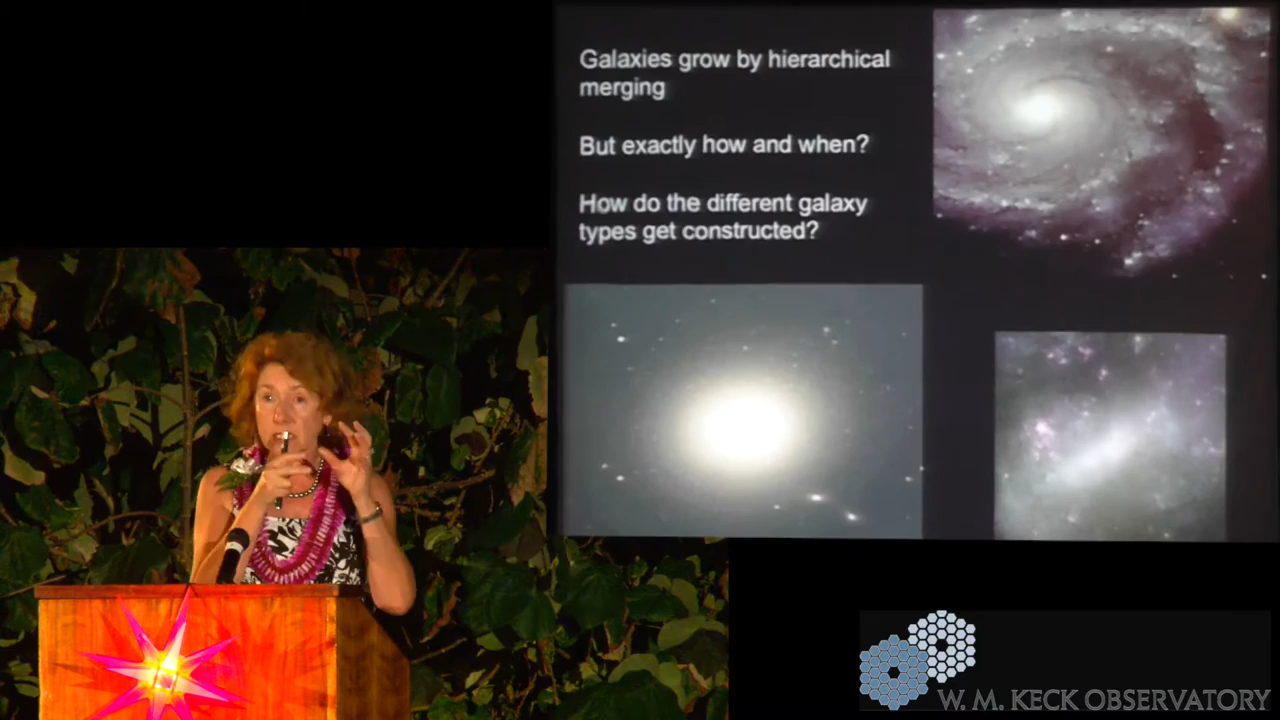 Galaxies grow by hierarchical
merging
But exactly how and when?
How do the different galaxy
types get constructed?
W. M. KECK OBSERVATORY